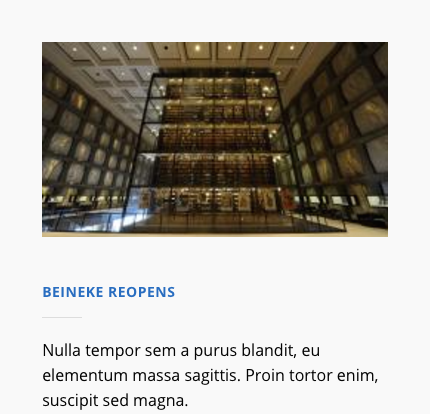 BEINEKE REOPENS
Nulla tempor sem a purus blandit, eu
elementum massa sagittis. Proin tortor enim,
suscipit sed magna.